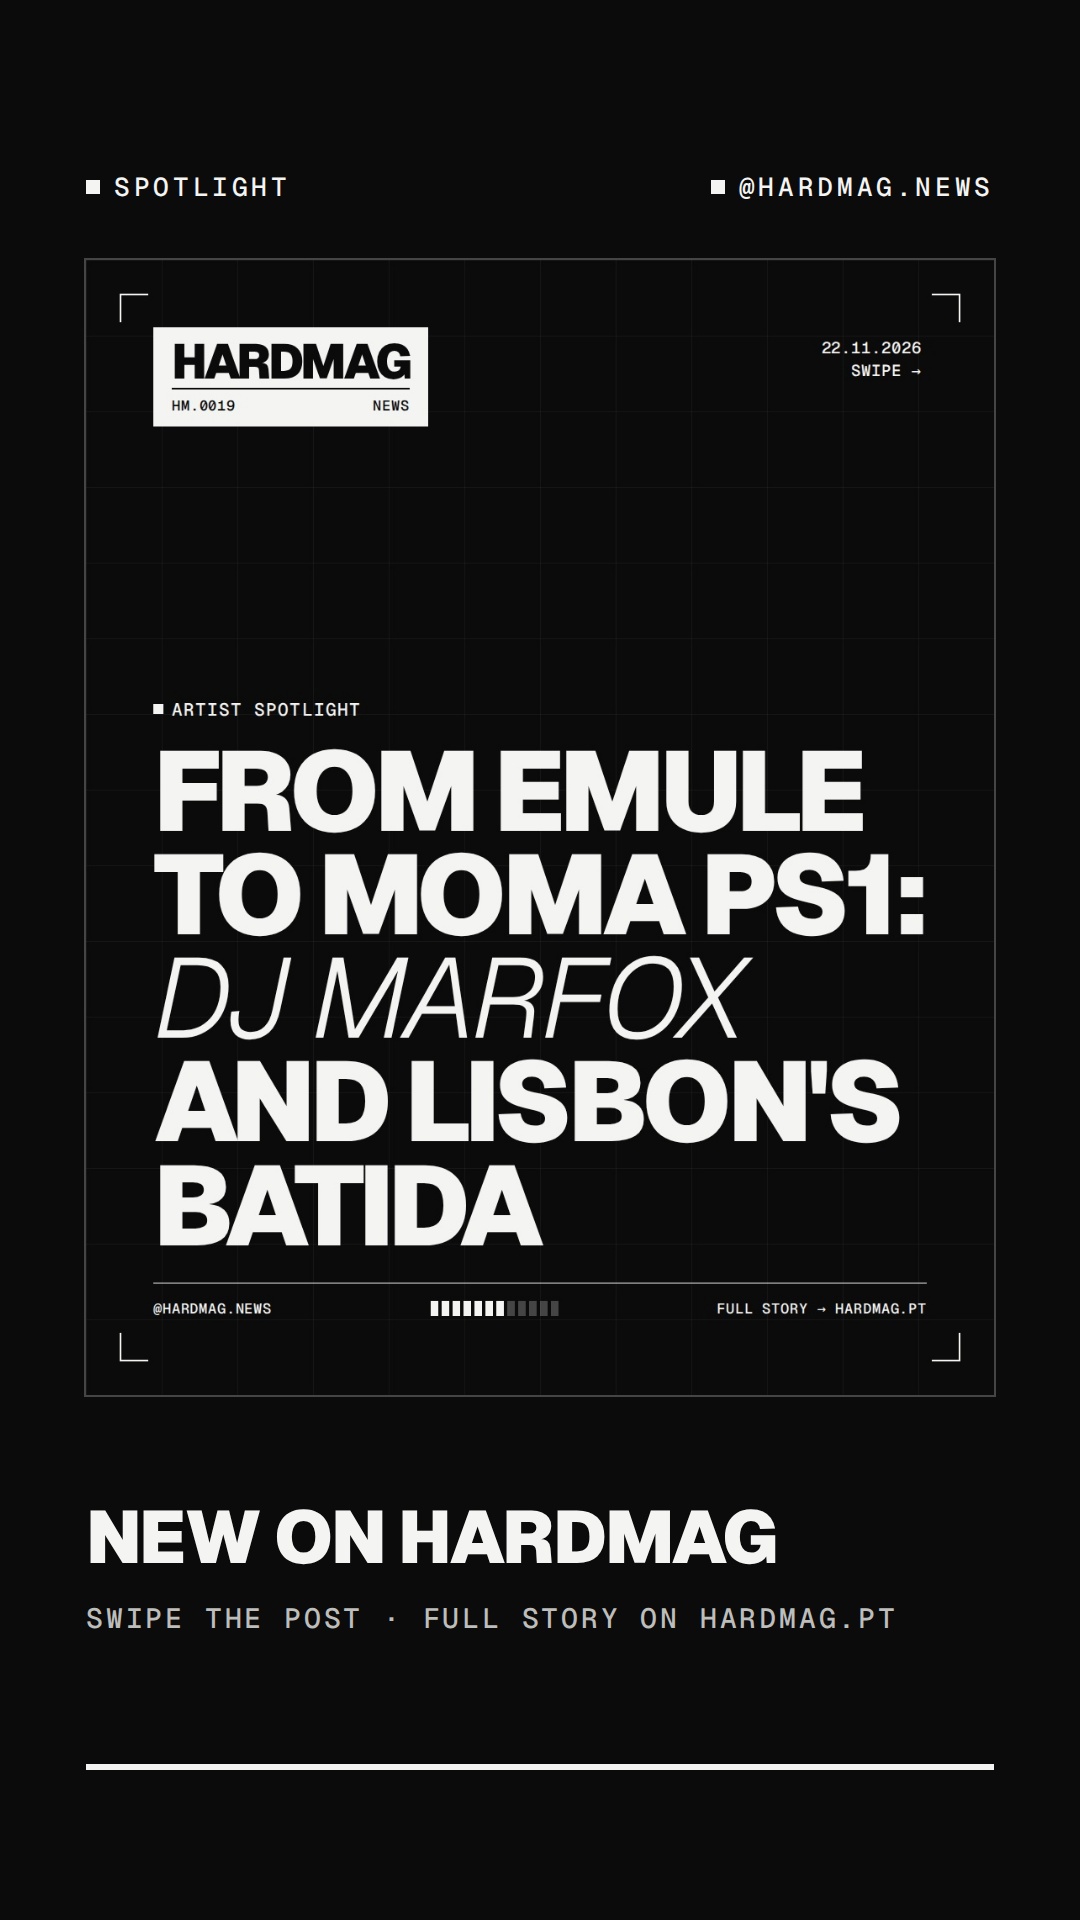 SPOTLIGHT
@HARDMAG.NEWS
HARDMAG
HM.0019 NEWS
22.11.2026
SWIPE →
ARTIST SPOTLIGHT
FROM EMULE
TO MOMA PS1:
DJ MARFOX
AND LISBON'S
BATIDA
@HARDMAG.NEWS
FULL STORY → HARDMAG.PT
NEW ON HARDMAG
SWIPE THE POST · FULL STORY ON HARDMAG.PT